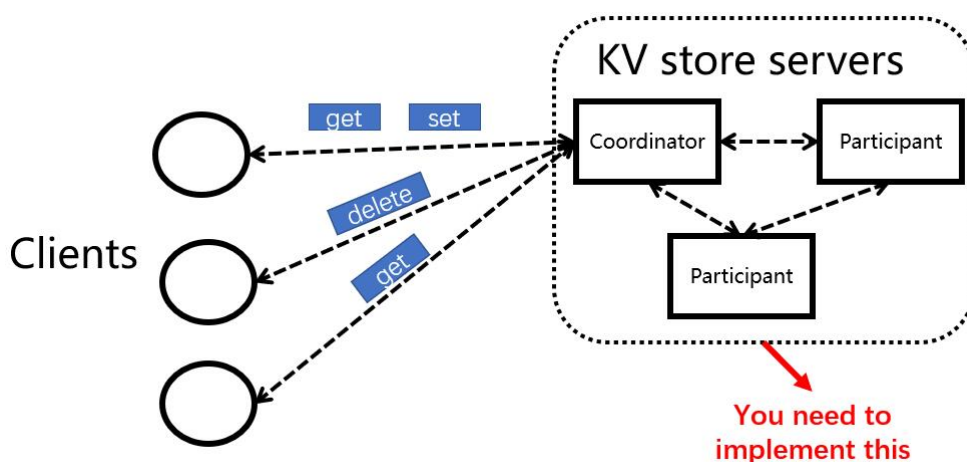 KV store servers
get set
Coordinator
Participant
delete
Clients
get
Participant
You need to
implement this